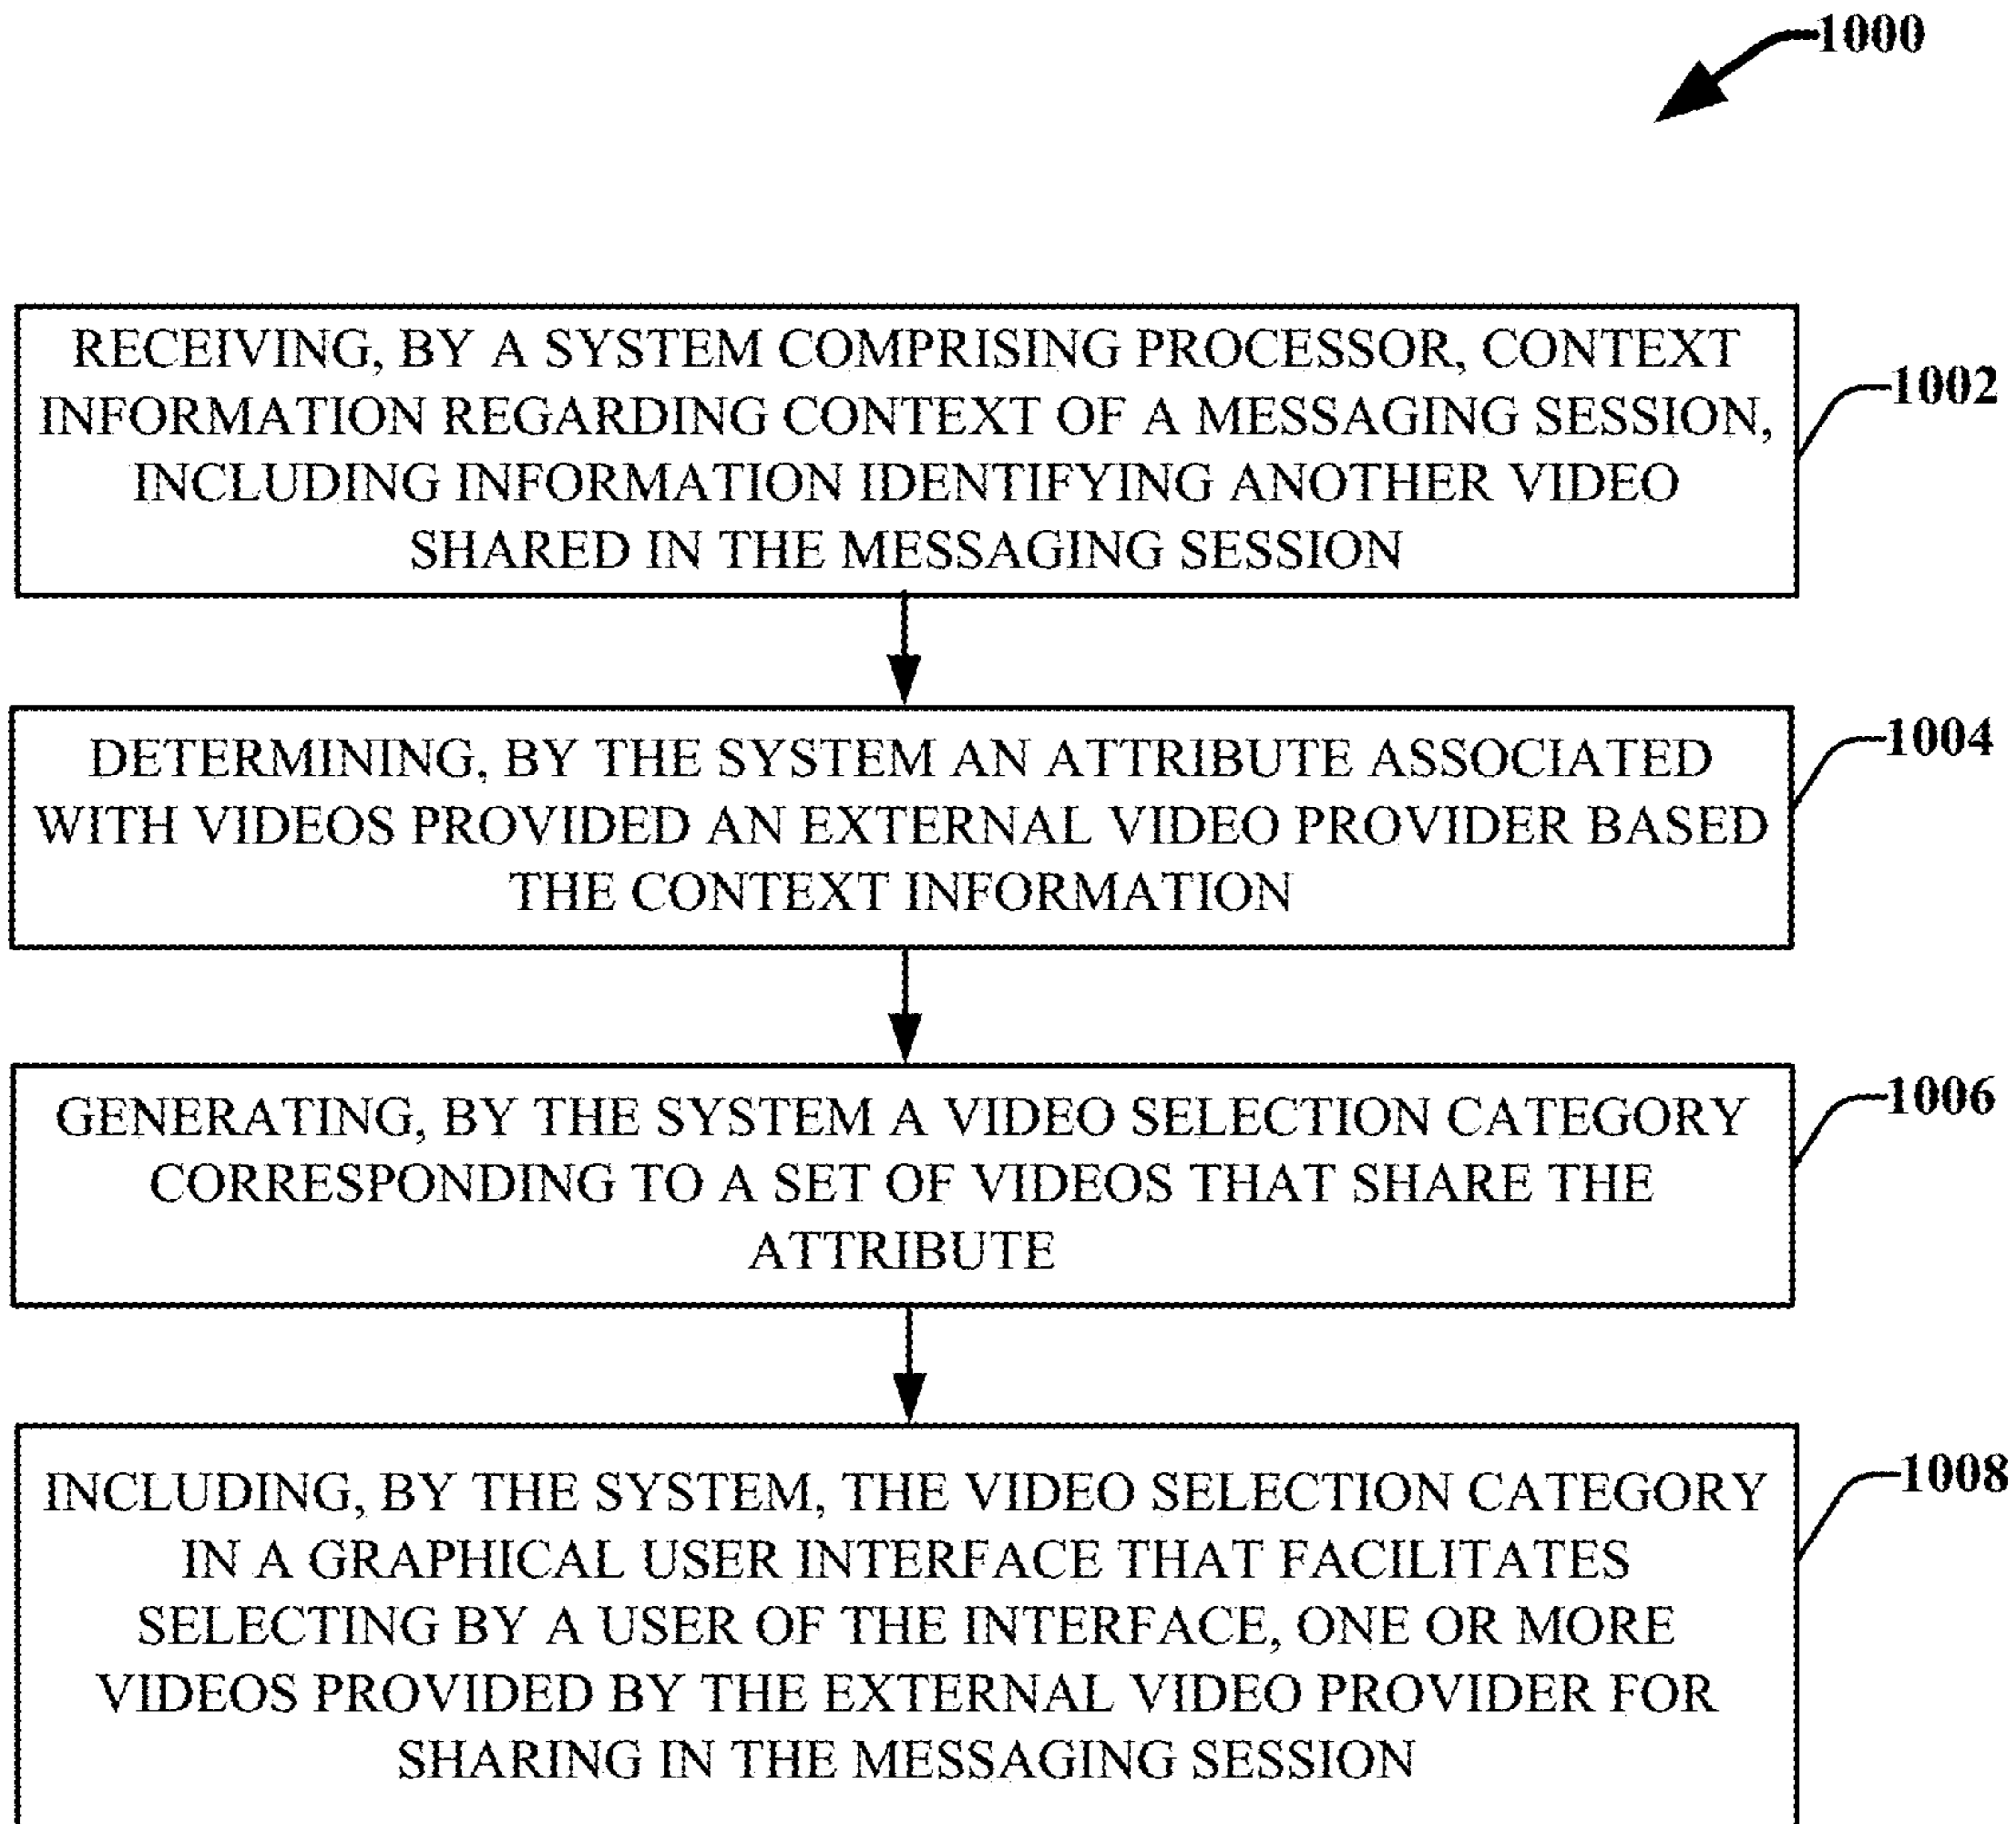 1000
RECEIVING, BY A SYSTEM COMPRISING PROCESSOR, CONTEXT
INFORMATION REGARDING CONTEXT OF A MESSAGING SESSION,
INCLUDING INFORMATION IDENTIFYING ANOTHER VIDEO
SHARED IN THE MESSAGING SESSION
1002
DETERMINING, BY THE SYSTEM AN ATTRIBUTE ASSOCIATED
WITH VIDEOS PROVIDED AN EXTERNAL VIDEO PROVIDER BASED
THE CONTEXT INFORMATION
1004
GENERATING, BY THE SYSTEM A VIDEO SELECTION CATEGORY
CORRESPONDING TO A SET OF VIDEOS THAT SHARE THE
ATTRIBUTE
1006
INCLUDING, BY THE SYSTEM, THE VIDEO SELECTION CATEGORY
IN A GRAPHICAL USER INTERFACE THAT FACILITATES
SELECTING BY A USER OF THE INTERFACE, ONE OR MORE
VIDEOS PROVIDED BY THE EXTERNAL VIDEO PROVIDER FOR
SHARING IN THE MESSAGING SESSION
1008